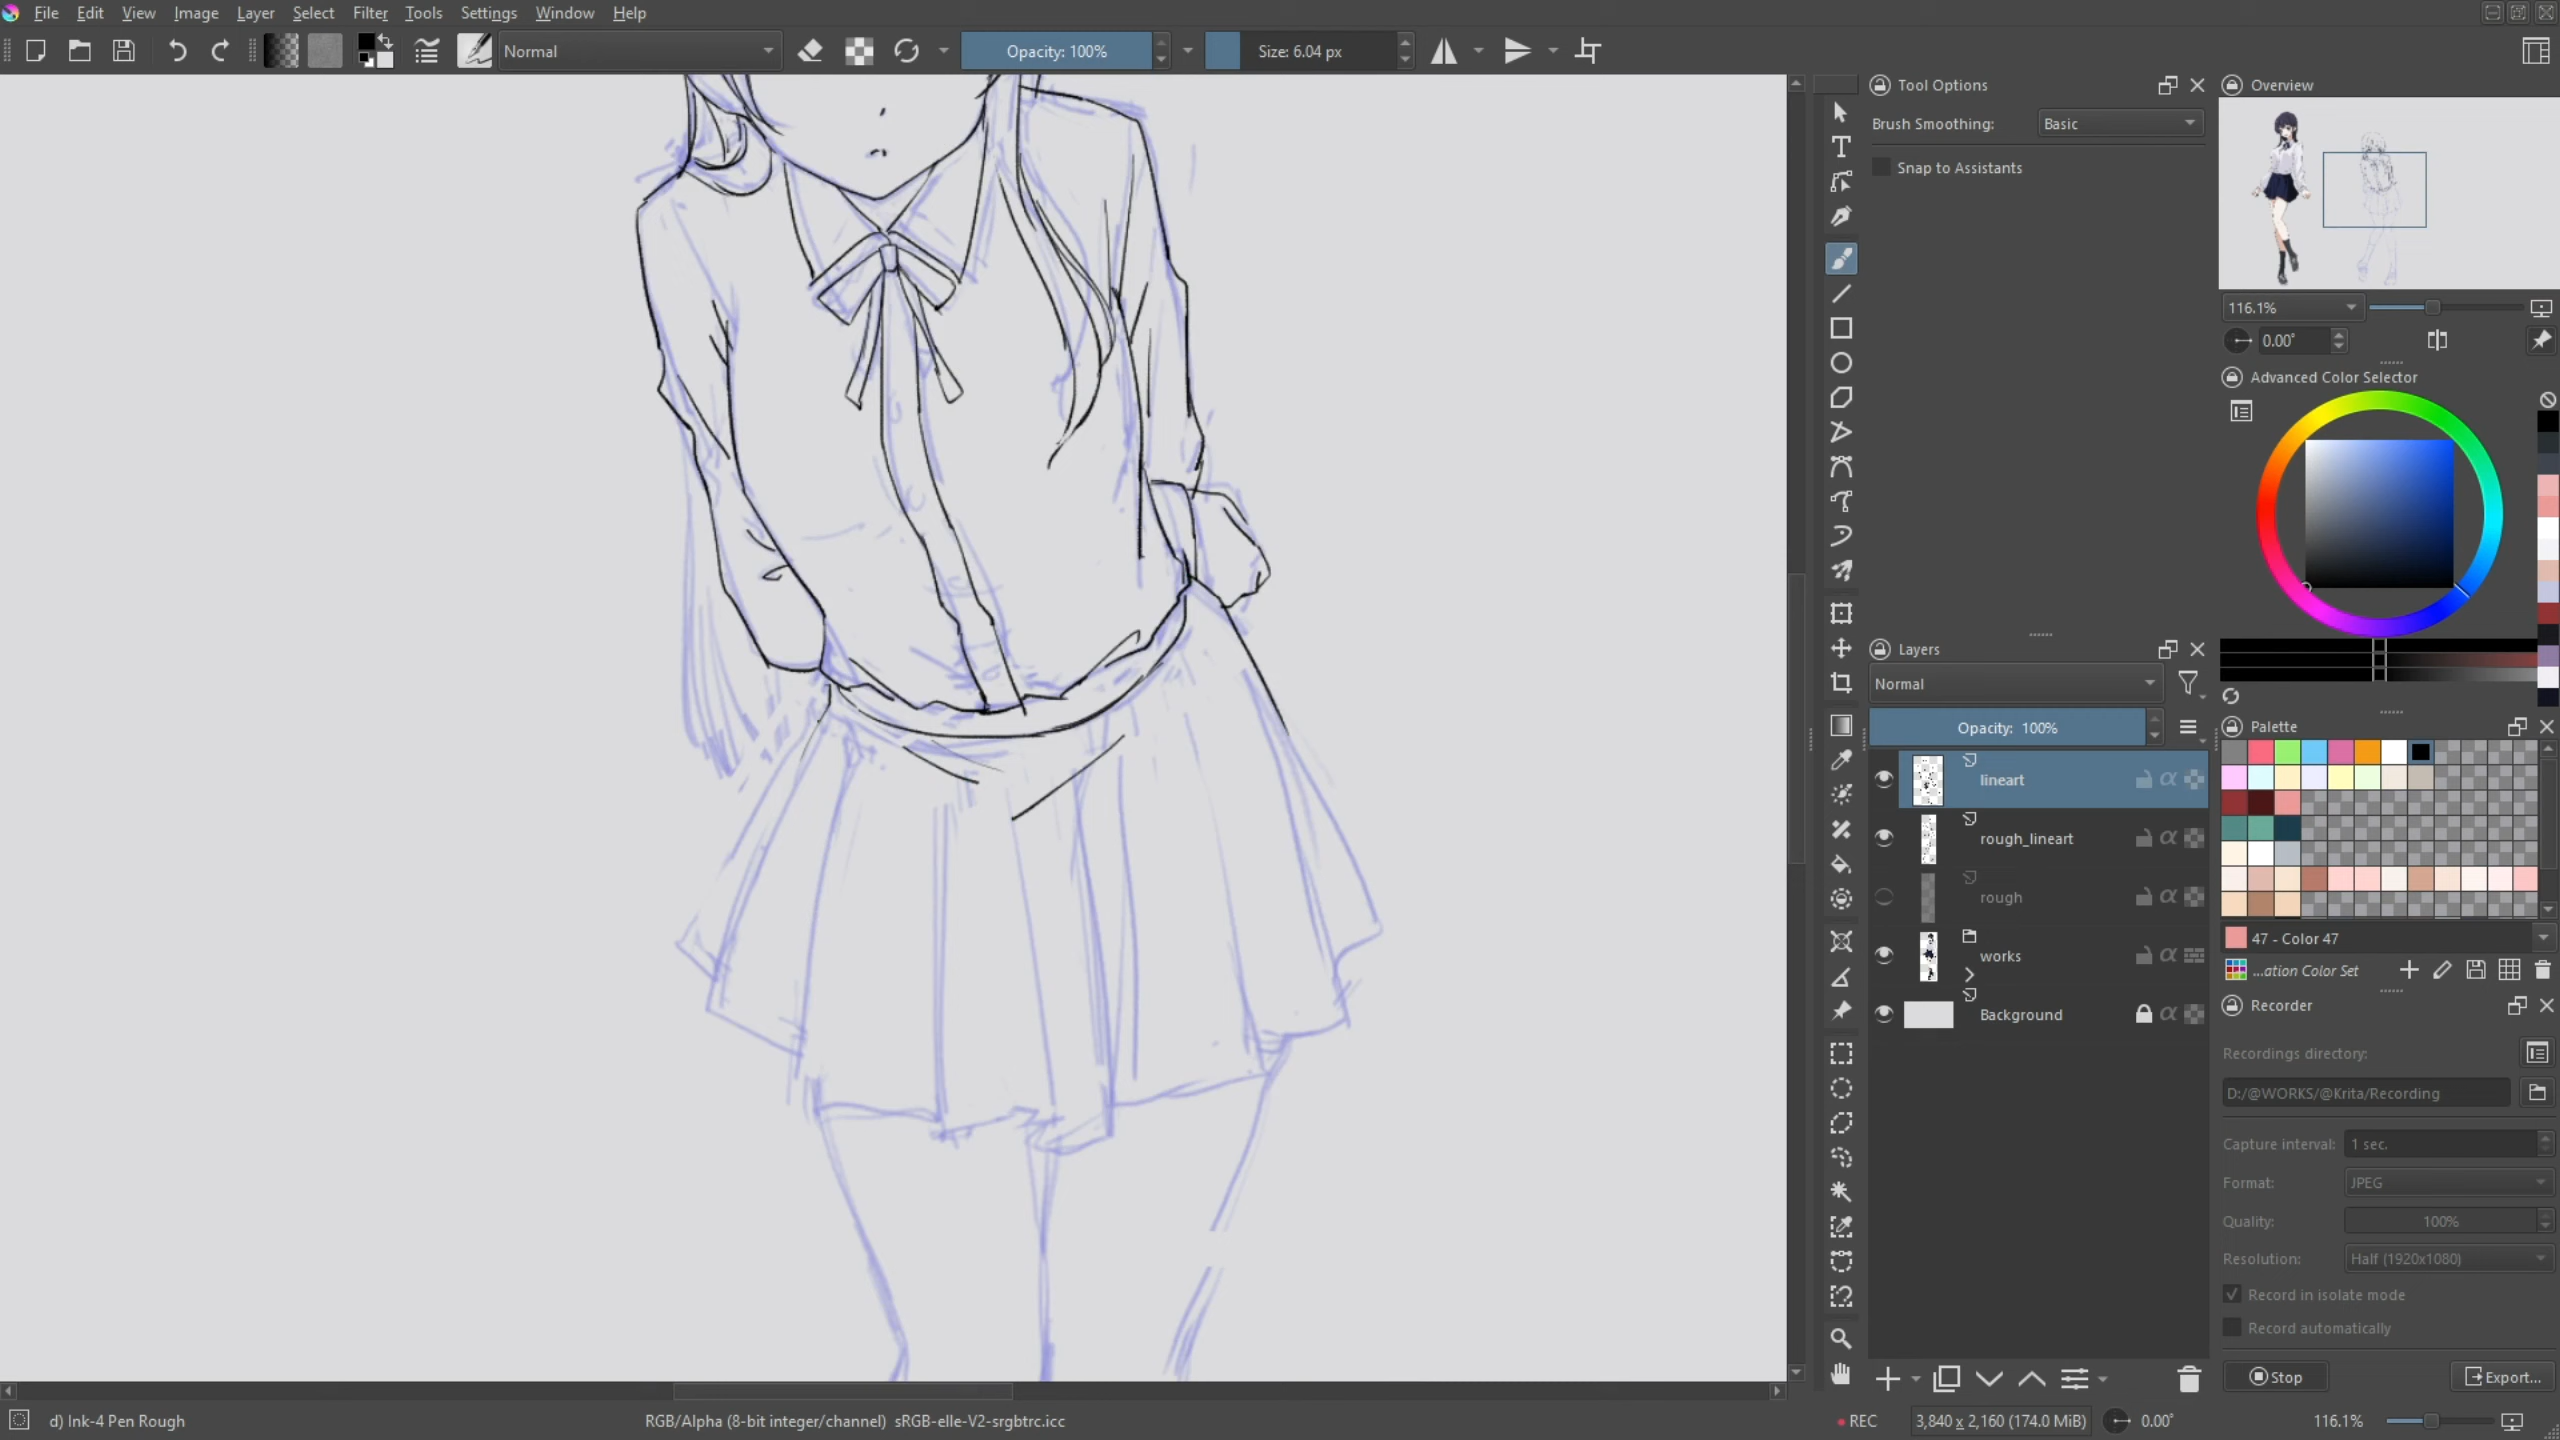 File Edit View Image Layer Select Filter Tools Settings Window Help
Normal Opacity: 100% Size: 6.04 px
Tool Options
Brush Smoothing: Basic
Snap to Assistants
Overview
116.1%
0.00°
Advanced Color Selector
Layers
Normal
Opacity: 100%
lineart
rough_lineart
rough
works
Background
Palette
47 - Color 47
...ation Color Set
Recorder
Recordings directory:
D:/@WORKS/@Krita/Recording
Capture interval: 1 sec.
Format: JPEG
Quality: 100%
Resolution: Half (1920x1080)
Record in isolate mode
Record automatically
Stop Export...
d) Ink-4 Pen Rough RGB/Alpha (8-bit integer/channel) sRGB-elle-V2-srgbtrc.icc REC 3,840 x 2,160 (174.0 MiB) 0.00° 116.1%